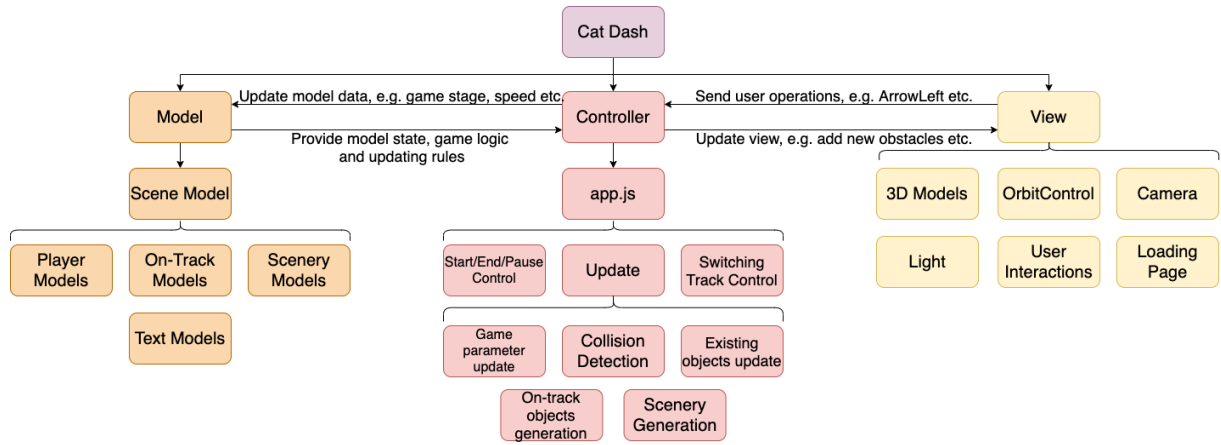 Cat Dash
Update model data, e.g. game stage, speed etc.
Send user operations, e.g. ArrowLeft etc.
Model
Controller
View
Provide model state, game logic
and updating rules
Update view, e.g. add new obstacles etc.
Scene Model
app.js
3D Models
OrbitControl
Camera
Player
Models
On-Track
Models
Scenery
Models
Start/End/Pause
Control
Update
Switching
Track Control
Light
User
Interactions
Loading
Page
Text Models
Game
parameter
update
Collision
Detection
Existing
objects update
On-track
objects
generation
Scenery
Generation